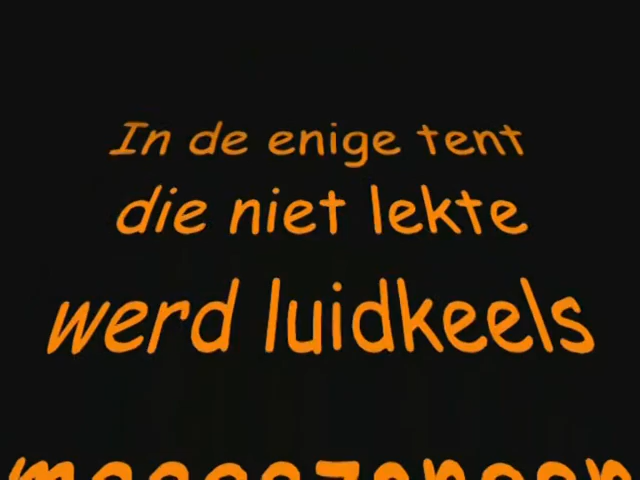 In de enige tent
die niet lekte
werd luidkeels